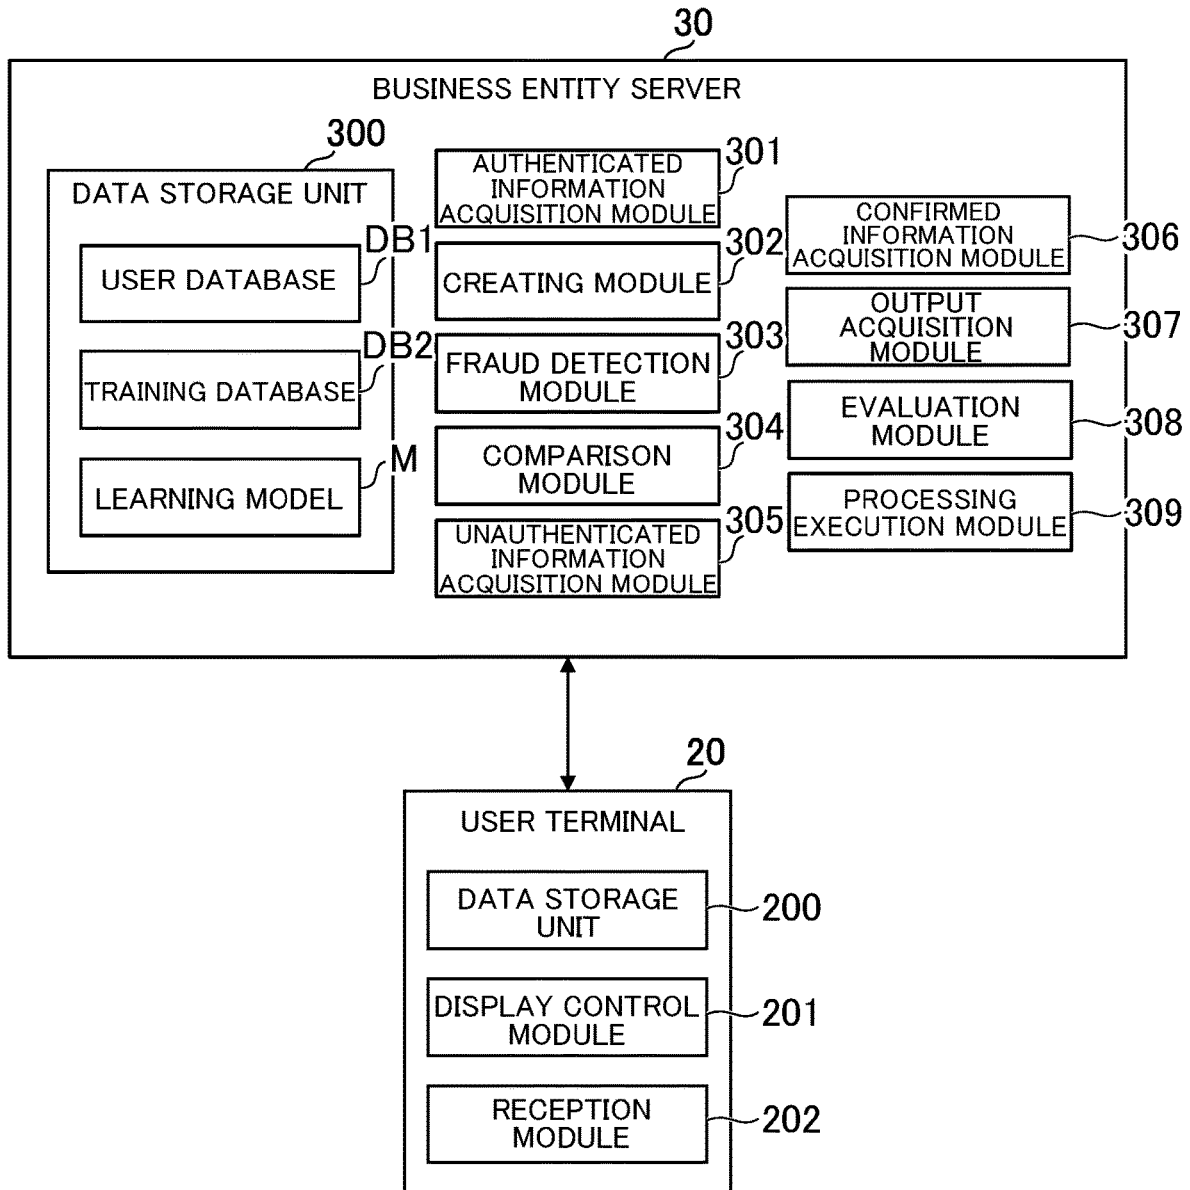 30
BUSINESS ENTITY SERVER
300
DATA STORAGE UNIT
DB1
USER DATABASE
DB2
TRAINING DATABASE
M
LEARNING MODEL
301
AUTHENTICATED
INFORMATION
ACQUISITION MODULE
302
CREATING MODULE
303
FRAUD DETECTION
MODULE
304
COMPARISON
MODULE
305
UNAUTHENTICATED
INFORMATION
ACQUISITION MODULE
CONFIRMED
INFORMATION
ACQUISITION MODULE
306
OUTPUT
ACQUISITION
MODULE
307
EVALUATION
MODULE
308
PROCESSING
EXECUTION MODULE
309
20
USER TERMINAL
DATA STORAGE
UNIT
200
DISPLAY CONTROL
MODULE
201
RECEPTION
MODULE
202